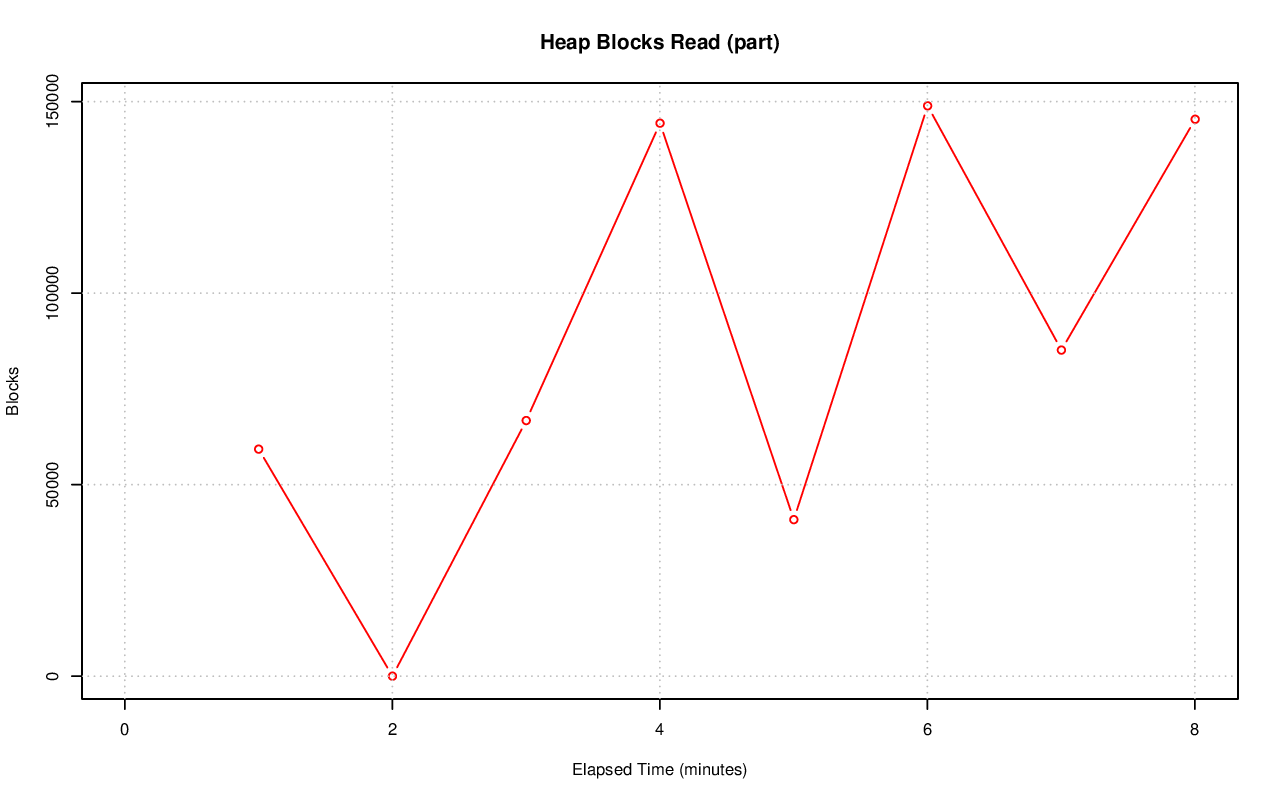 Heap Blocks Read (part)
150000
100000
50000
0
Blocks
0 2 4 6 8
Elapsed Time (minutes)